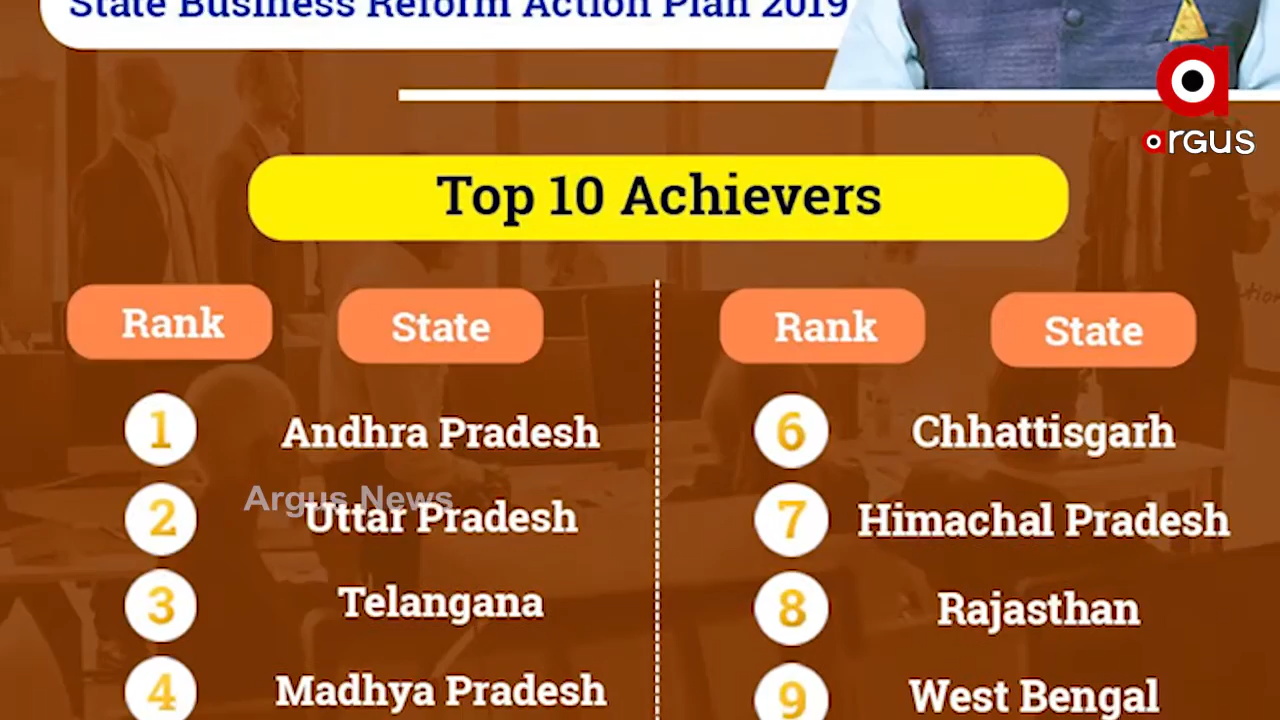 State Business Reform Action Plan 2019
argus
Top 10 Achievers
Rank State
Rank State
1 Andhra Pradesh
2 Uttar Pradesh
Argus News
3 Telangana
4 Madhya Pradesh
6 Chhattisgarh
7 Himachal Pradesh
8 Rajasthan
9 West Bengal